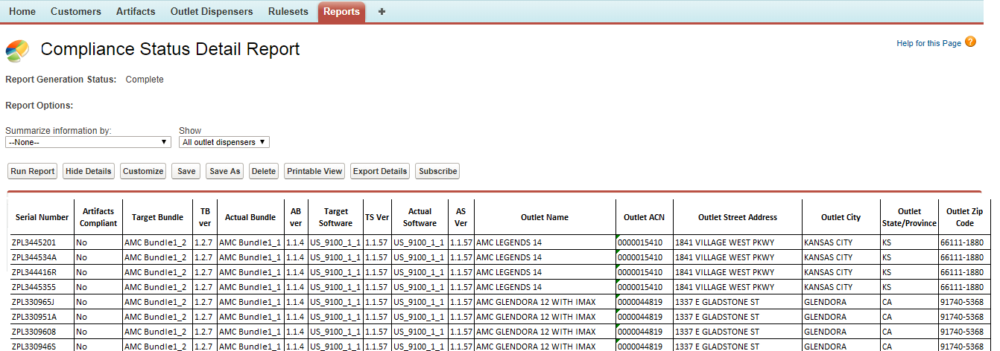 Home Customers Artifacts Outlet Dispensers Rulesets Reports +
Compliance Status Detail Report
Help for this Page ?
Report Generation Status: Complete
Report Options:
Summarize information by: Show
--None-- All outlet dispensers
Run Report Hide Details Customize Save Save As Delete Printable View Export Details Subscribe
Serial Number Artifacts Compliant Target Bundle TB ver Actual Bundle AB ver Target Software TS Ver Actual Software AS Ver Outlet Name Outlet ACN Outlet Street Address Outlet City Outlet State/Province Outlet Zip Code
ZPL3445201 No AMC Bundle1_2 1.2.7 AMC Bundle1_1 1.1.4 US_9100_1_1 1.1.57 US_9100_1_1 1.1.57 AMC LEGENDS 14 0000015410 1841 VILLAGE WEST PKWY KANSAS CITY KS 66111-1880
ZPL344534A No AMC Bundle1_2 1.2.7 AMC Bundle1_1 1.1.4 US_9100_1_1 1.1.57 US_9100_1_1 1.1.57 AMC LEGENDS 14 0000015410 1841 VILLAGE WEST PKWY KANSAS CITY KS 66111-1880
ZPL344416R No AMC Bundle1_2 1.2.7 AMC Bundle1_1 1.1.4 US_9100_1_1 1.1.57 US_9100_1_1 1.1.57 AMC LEGENDS 14 0000015410 1841 VILLAGE WEST PKWY KANSAS CITY KS 66111-1880
ZPL3445355 No AMC Bundle1_2 1.2.7 AMC Bundle1_1 1.1.4 US_9100_1_1 1.1.57 US_9100_1_1 1.1.57 AMC LEGENDS 14 0000015410 1841 VILLAGE WEST PKWY KANSAS CITY KS 66111-1880
ZPL330965J No AMC Bundle1_2 1.2.7 AMC Bundle1_1 1.1.4 US_9100_1_1 1.1.57 US_9100_1_1 1.1.57 AMC GLENDORA 12 WITH IMAX 0000044819 1337 E GLADSTONE ST GLENDORA CA 91740-5368
ZPL330951A No AMC Bundle1_2 1.2.7 AMC Bundle1_1 1.1.4 US_9100_1_1 1.1.57 US_9100_1_1 1.1.57 AMC GLENDORA 12 WITH IMAX 0000044819 1337 E GLADSTONE ST GLENDORA CA 91740-5368
ZPL3309608 No AMC Bundle1_2 1.2.7 AMC Bundle1_1 1.1.4 US_9100_1_1 1.1.57 US_9100_1_1 1.1.57 AMC GLENDORA 12 WITH IMAX 0000044819 1337 E GLADSTONE ST GLENDORA CA 91740-5368
ZPL330946S No AMC Bundle1_2 1.2.7 AMC Bundle1_1 1.1.4 US_9100_1_1 1.1.57 US_9100_1_1 1.1.57 AMC GLENDORA 12 WITH IMAX 0000044819 1337 E GLADSTONE ST GLENDORA CA 91740-5368